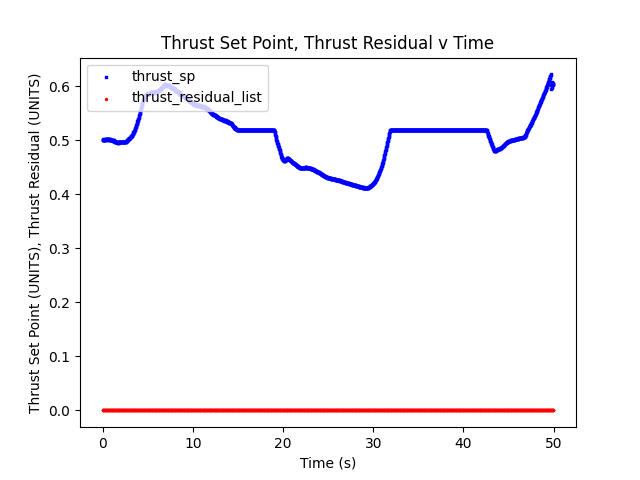 Thrust Set Point, Thrust Residual v Time
thrust_sp
thrust_residual_list
Thrust Set Point (UNITS), Thrust Residual (UNITS)
0.6
0.5
0.4
0.3
0.2
0.1
0.0
0 10 20 30 40 50
Time (s)